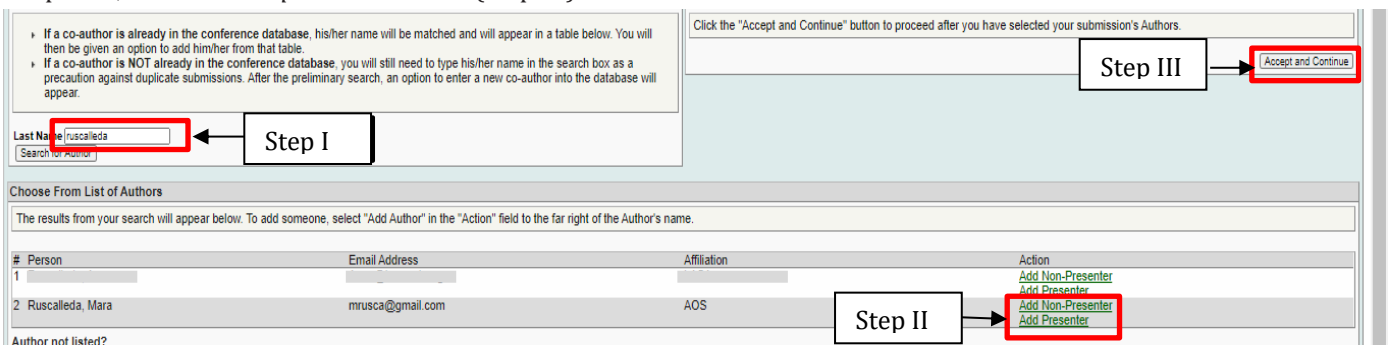 If a co-author is already in the conference database, his/her name will be matched and will appear in a table below. You will
then be given an option to add him/her from that table.
If a co-author is NOT already in the conference database, you will still need to type his/her name in the search box as a
precaution against duplicate submissions. After the preliminary search, an option to enter a new co-author into the database will
appear.
Click the "Accept and Continue" button to proceed after you have selected your submission's Authors.
Step III
Accept and Continue
Last Name ruscalleda
Step I
Search for Author
Choose From List of Authors
The results from your search will appear below. To add someone, select "Add Author" in the "Action" field to the far right of the Author's name.
# Person Email Address Affiliation Action
1 Add Non-Presenter
Add Presenter
2 Ruscalleda, Mara mrusca@gmail.com AOS Add Non-Presenter
Add Presenter
Step II
Author not listed?